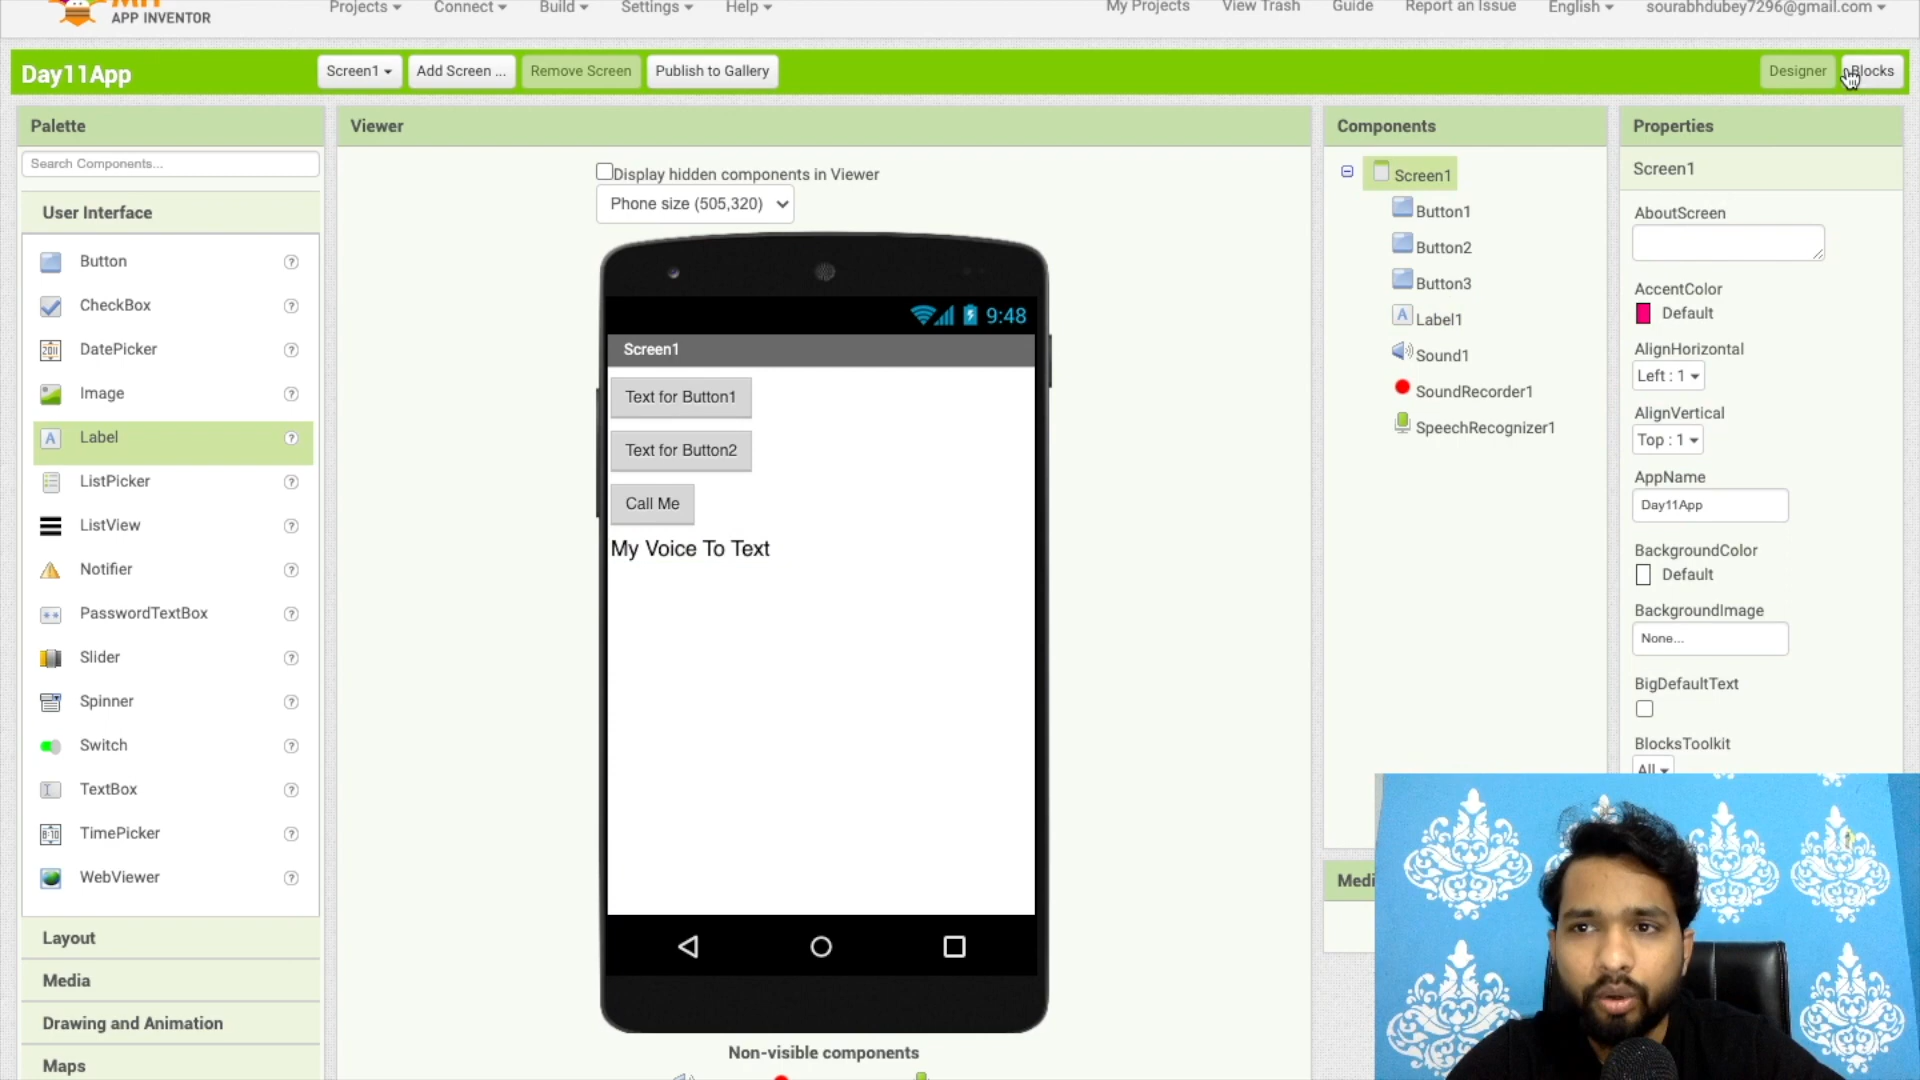 MIT
APP INVENTOR
Projects Connect Build Settings Help My Projects View Trash Guide Report an Issue English sourabhdubey7296@gmail.com
Day11App Screen1 Add Screen ... Remove Screen Publish to Gallery Designer Blocks
Palette
Search Components...
User Interface
Button ?
CheckBox ?
DatePicker ?
Image ?
A Label ?
ListPicker ?
ListView ?
Notifier ?
PasswordTextBox ?
Slider ?
Spinner ?
Switch ?
TextBox ?
TimePicker ?
WebViewer ?
Layout
Media
Drawing and Animation
Maps
Viewer
Display hidden components in Viewer
Phone size (505,320)
9:48
Screen1
Text for Button1
Text for Button2
Call Me
My Voice To Text
Non-visible components
Components
Screen1
Button1
Button2
Button3
A Label1
Sound1
SoundRecorder1
SpeechRecognizer1
Medi
Properties
Screen1
AboutScreen
AccentColor
Default
AlignHorizontal
Left : 1
AlignVertical
Top : 1
AppName
Day11App
BackgroundColor
Default
BackgroundImage
None...
BigDefaultText
BlocksToolkit
All